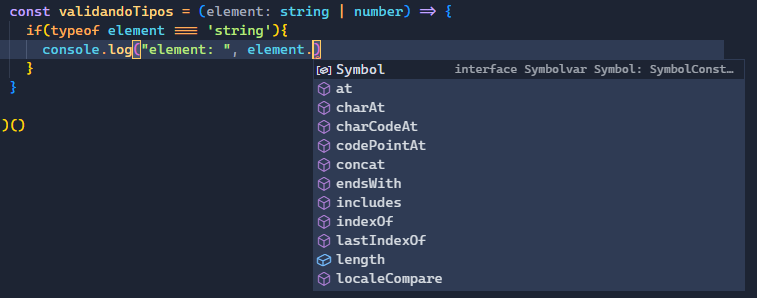 const validandoTipos = (element: string | number) => {
if(typeof element === 'string'){
console.log("element: ", element.)
}
}
)()
Symbol interface Symbolvar Symbol: SymbolConst…
at
charAt
charCodeAt
codePointAt
concat
endsWith
includes
indexOf
lastIndexOf
length
localeCompare